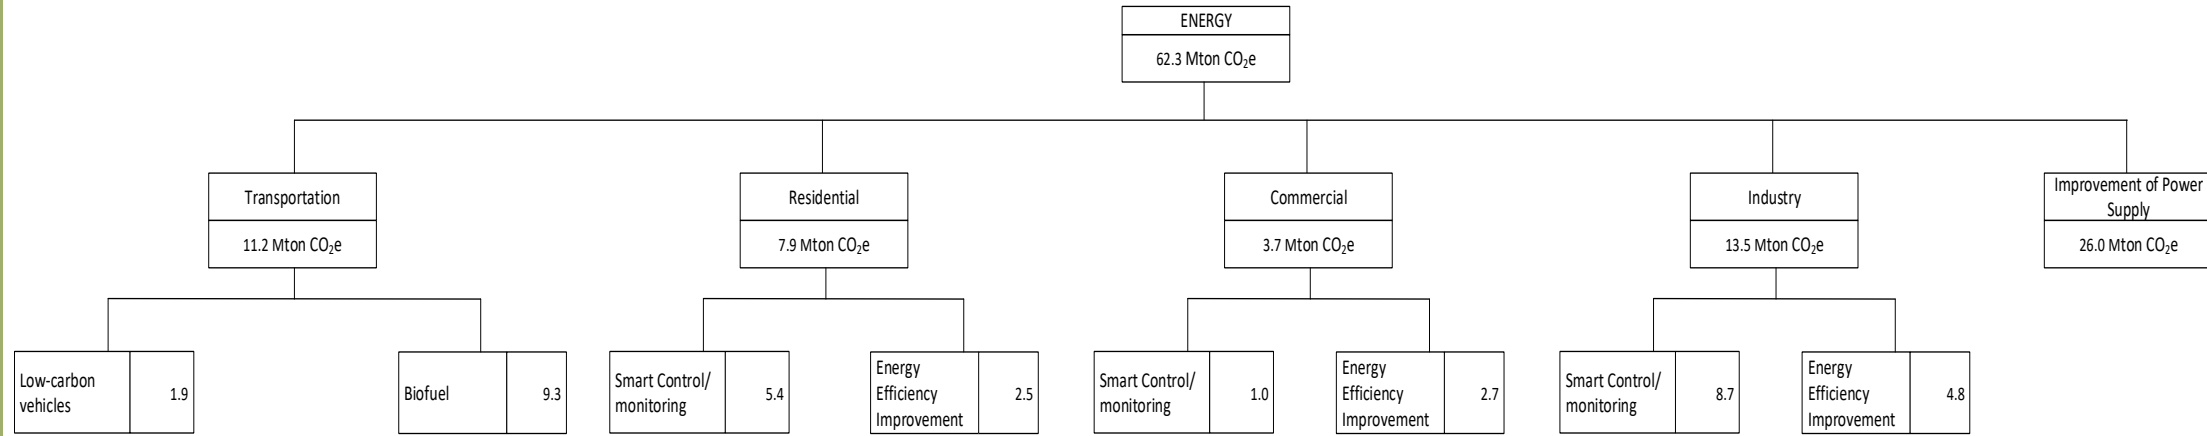 ENERGY
62.3 Mton CO₂e
Transportation
11.2 Mton CO₂e
Residential
7.9 Mton CO₂e
Commercial
3.7 Mton CO₂e
Industry
13.5 Mton CO₂e
Improvement of Power
Supply
26.0 Mton CO₂e
Low-carbon
vehicles
1.9
Biofuel
9.3
Smart Control/
monitoring
5.4
Energy
Efficiency
Improvement
2.5
Smart Control/
monitoring
1.0
Energy
Efficiency
Improvement
2.7
Smart Control/
monitoring
8.7
Energy
Efficiency
Improvement
4.8